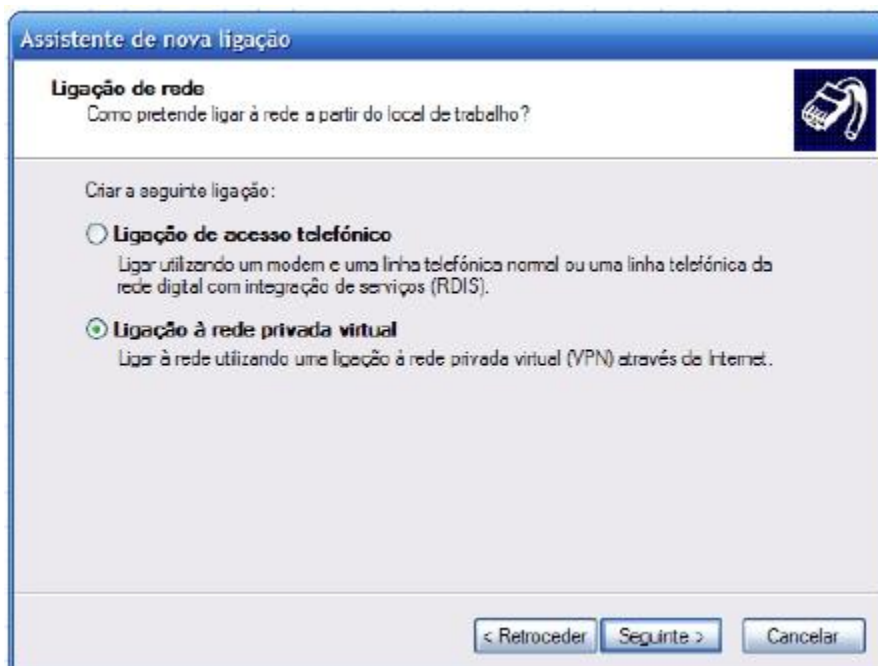 Assistente de nova ligação
Ligação de rede
Como pretende ligar à rede a partir do local de trabalho?
Criar a seguinte ligação:
Ligação de acesso telefónico
Ligar utilizando um modem e uma linha telefónica normal ou uma linha telefónica da
rede digital com integração de serviços (RDIS).
Ligação à rede privada virtual
Ligar à rede utilizando uma ligação à rede privada virtual (VPN) através da Internet.
< Retroceder
Seguinte >
Cancelar